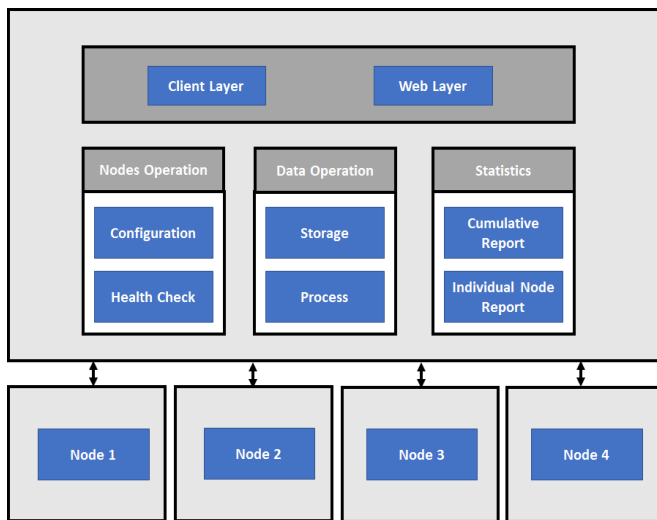 Client Layer
Web Layer
Nodes Operation
Data Operation
Statistics
Configuration
Storage
Cumulative
Report
Health Check
Process
Individual Node
Report
Node 1
Node 2
Node 3
Node 4